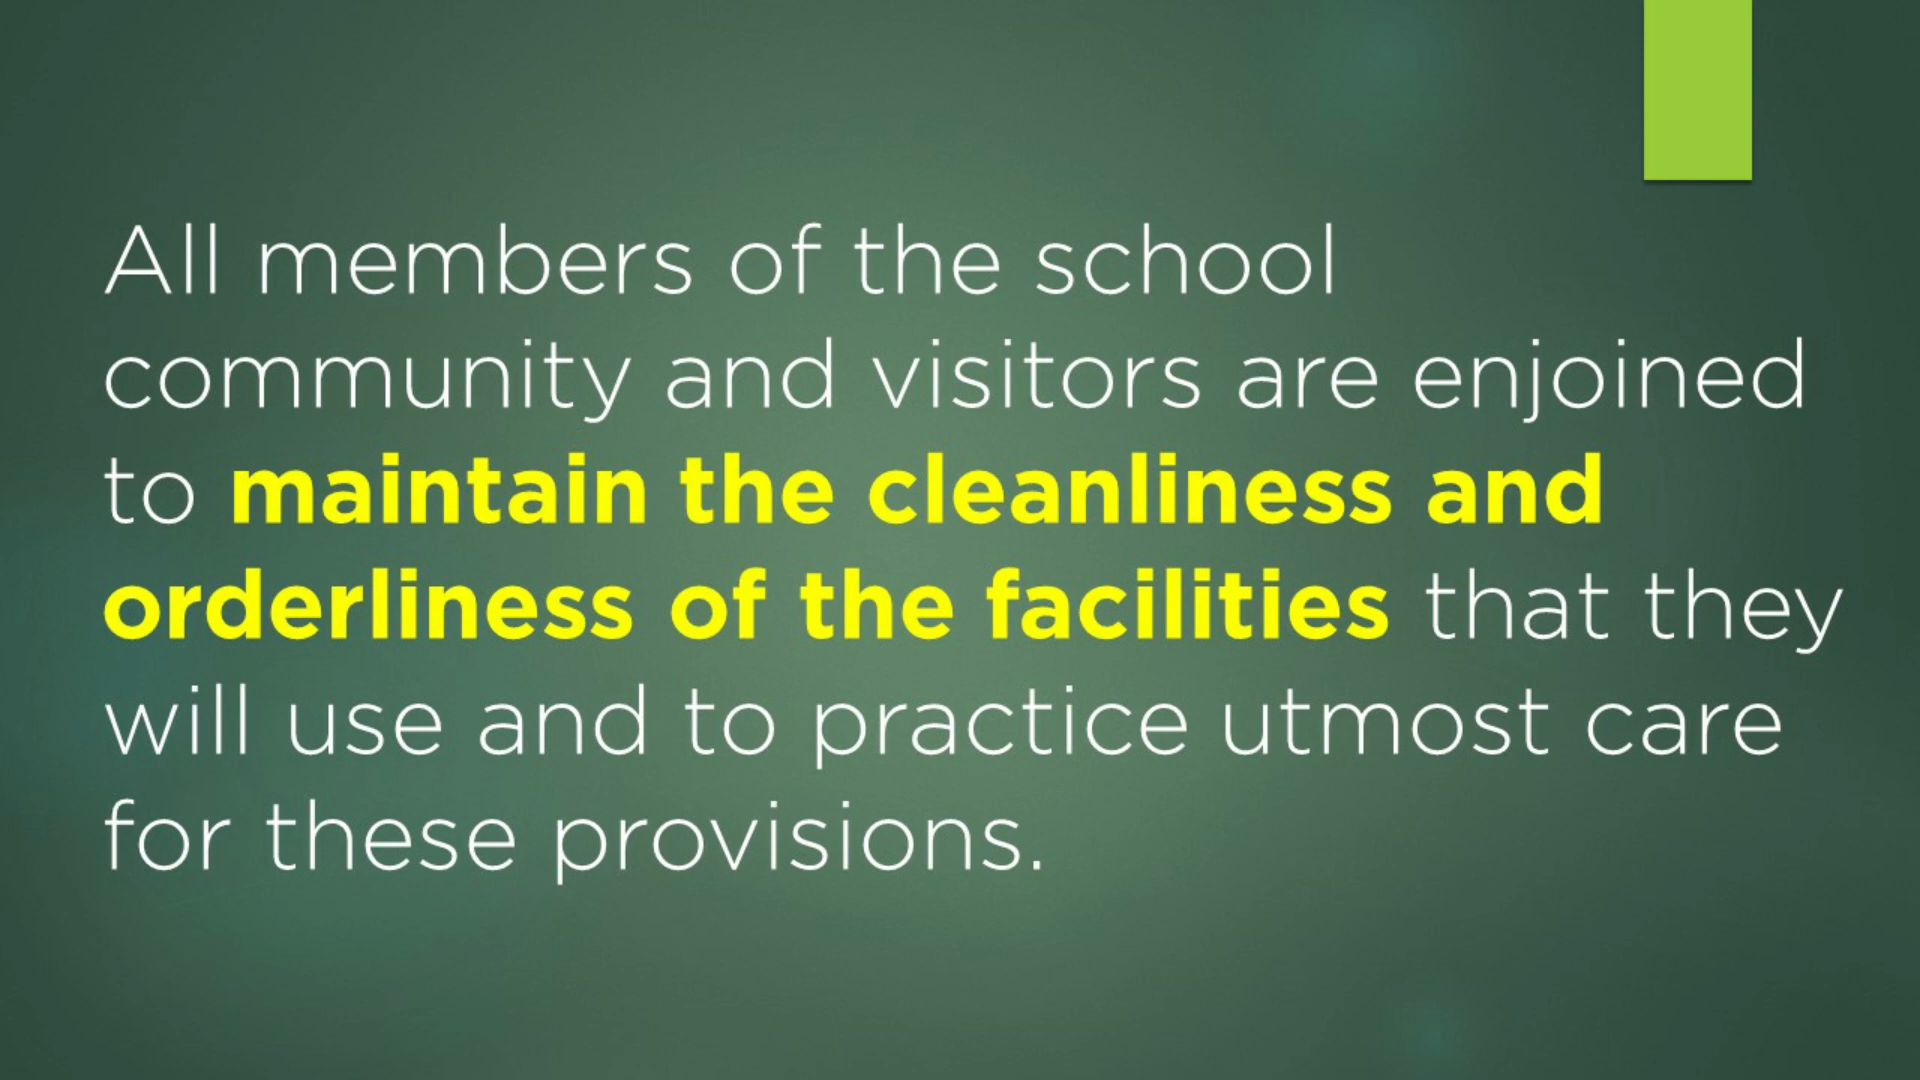 All members of the school
community and visitors are enjoined
to maintain the cleanliness and
orderliness of the facilities that they
will use and to practice utmost care
for these provisions.